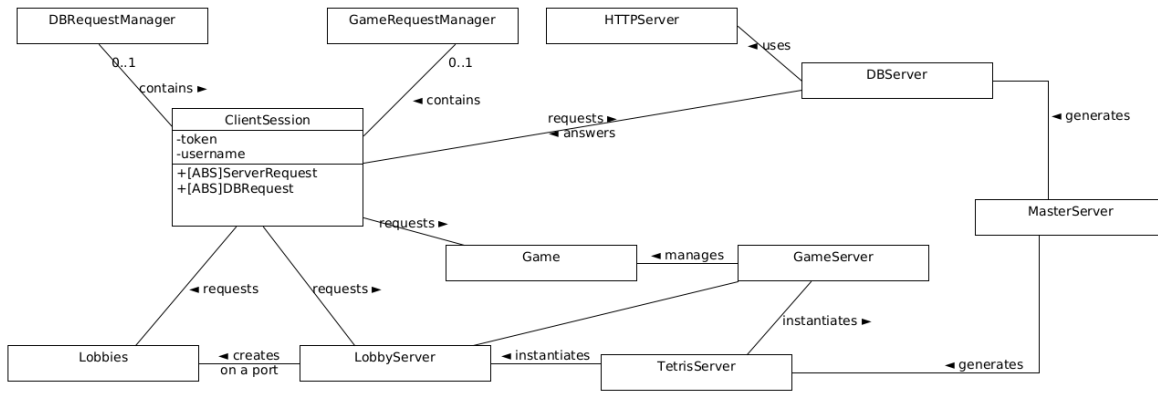 DBRequestManager
GameRequestManager
HTTPServer
◄ uses
DBServer
0..1
0..1
contains ►
◄ contains
ClientSession
-token
-username
+[ABS]ServerRequest
+[ABS]DBRequest
requests ►
◄ answers
◄ generates
MasterServer
requests ►
Game
◄ manages
GameServer
◄ requests
requests ►
instantiates ►
Lobbies
◄ creates
on a port
LobbyServer
◄ instantiates
TetrisServer
◄ generates